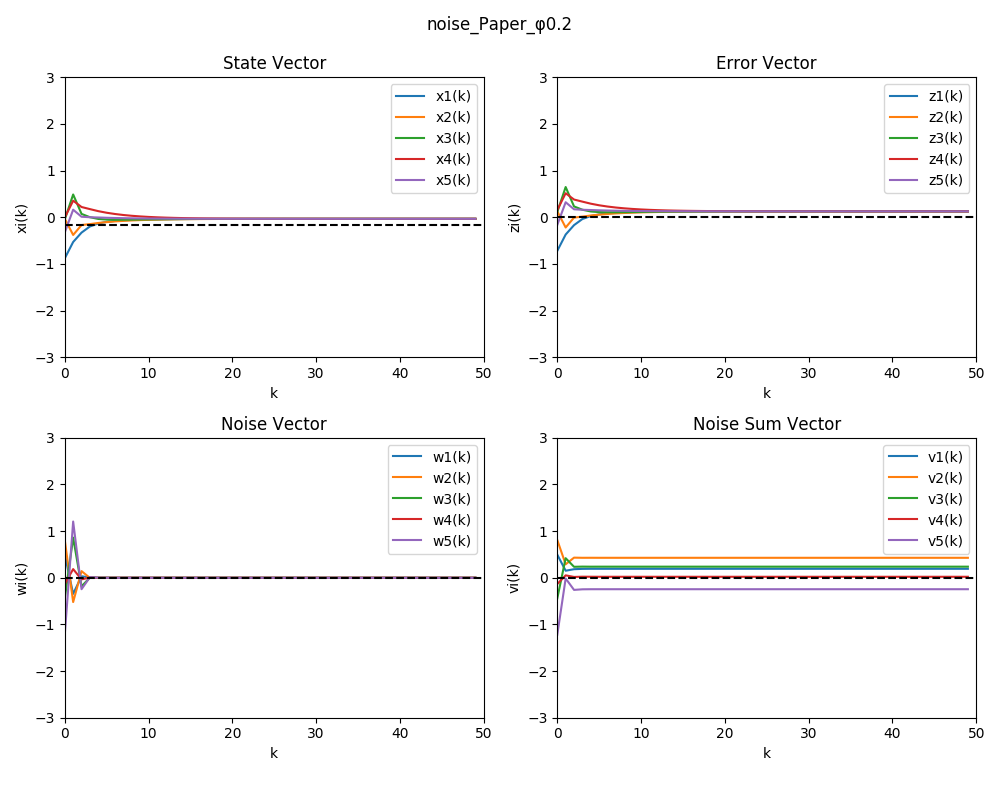 noise_Paper_φ0.2
State Vector
3
2
1
0
−1
−2
−3
xi(k)
x1(k)
x2(k)
x3(k)
x4(k)
x5(k)
0 10 20 30 40 50
k
Error Vector
3
2
1
0
−1
−2
−3
zi(k)
z1(k)
z2(k)
z3(k)
z4(k)
z5(k)
0 10 20 30 40 50
k
Noise Vector
3
2
1
0
−1
−2
−3
wi(k)
w1(k)
w2(k)
w3(k)
w4(k)
w5(k)
0 10 20 30 40 50
k
Noise Sum Vector
3
2
1
0
−1
−2
−3
vi(k)
v1(k)
v2(k)
v3(k)
v4(k)
v5(k)
0 10 20 30 40 50
k